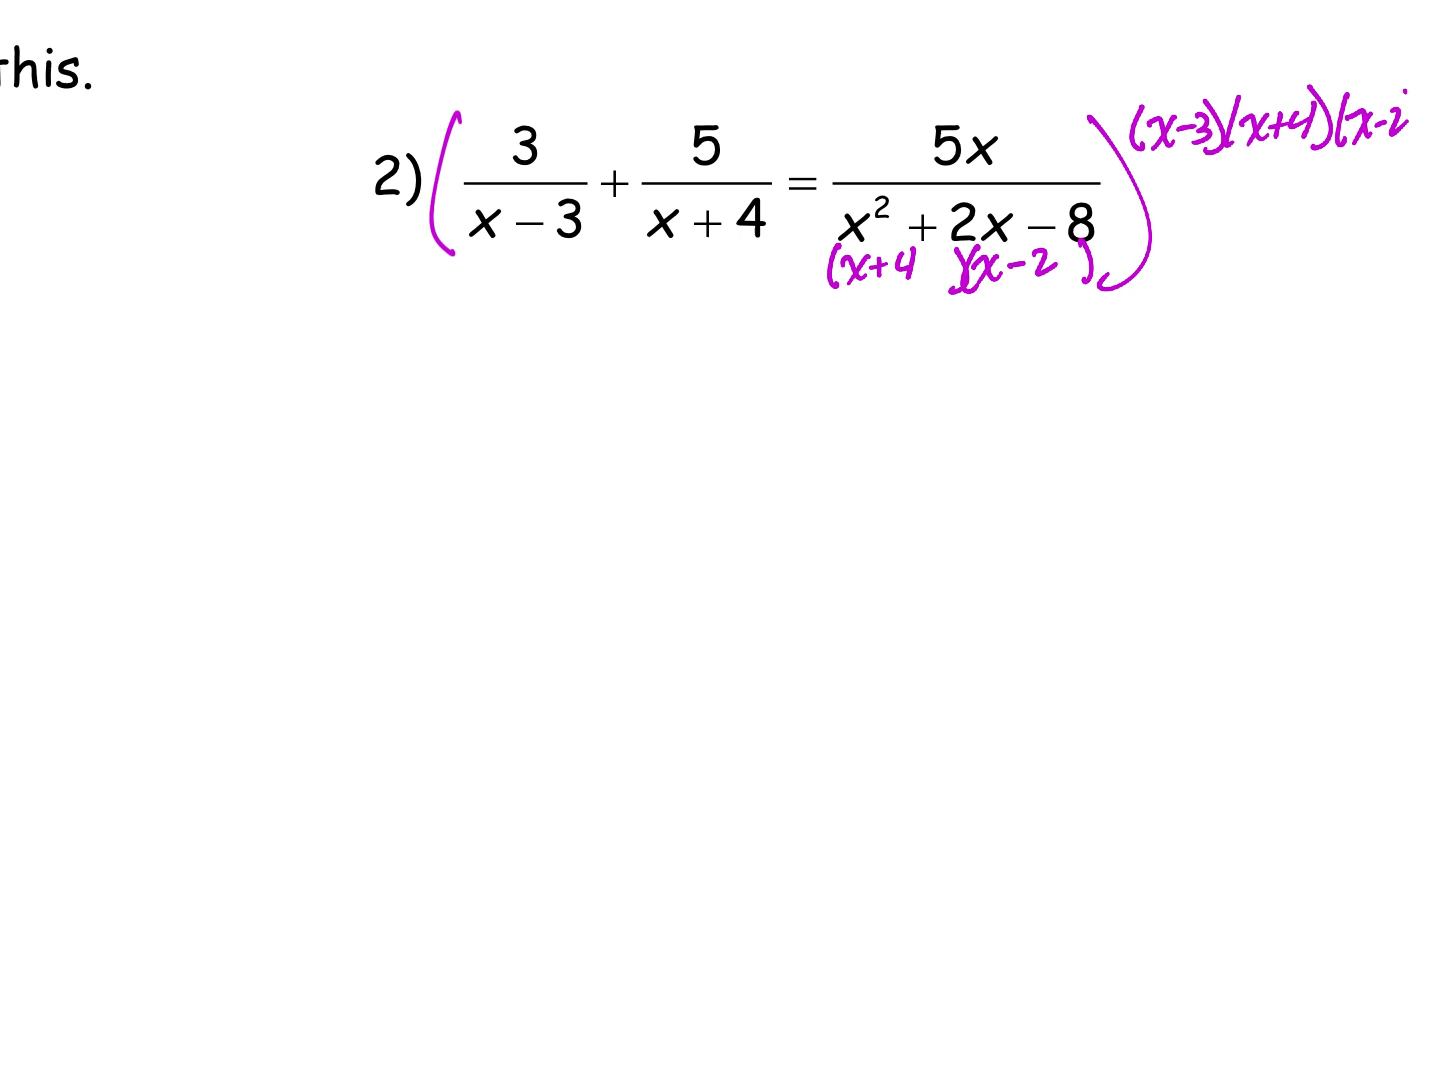 this.
2) ( 3/(x − 3) + 5/(x + 4) = 5x/(x² + 2x − 8) ) (x-3)(x+4)(x-2
(x+4)(x-2)